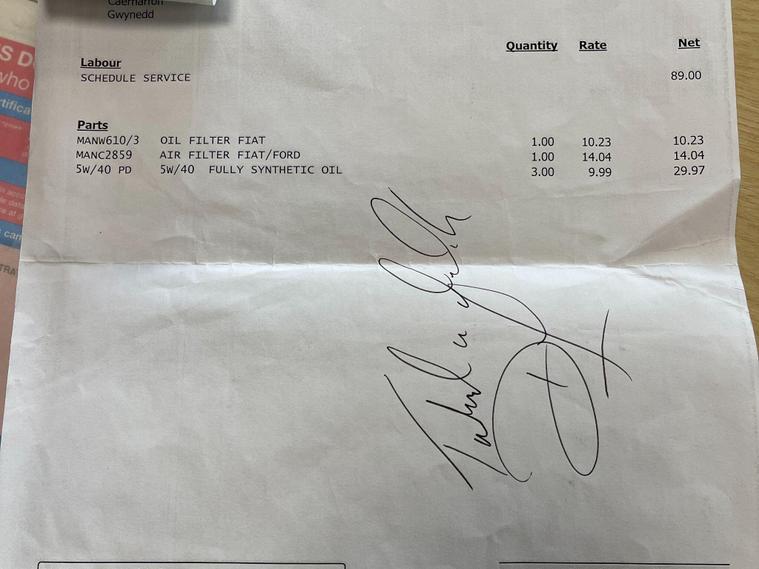 Caernarfon
Gwynedd
Quantity Rate Net
Labour
SCHEDULE SERVICE 89.00
Parts
MANW610/3 OIL FILTER FIAT 1.00 10.23 10.23
MANC2859 AIR FILTER FIAT/FORD 1.00 14.04 14.04
5W/40 PD 5W/40 FULLY SYNTHETIC OIL 3.00 9.99 29.97